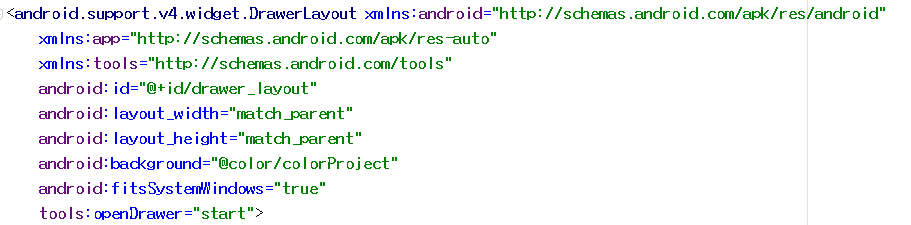 <android.support.v4.widget.DrawerLayout xmlns:android="http://schemas.android.com/apk/res/android"
xmlns:app="http://schemas.android.com/apk/res-auto"
xmlns:tools="http://schemas.android.com/tools"
android:id="@+id/drawer_layout"
android:layout_width="match_parent"
android:layout_height="match_parent"
android:background="@color/colorProject"
android:fitsSystemWindows="true"
tools:openDrawer="start">